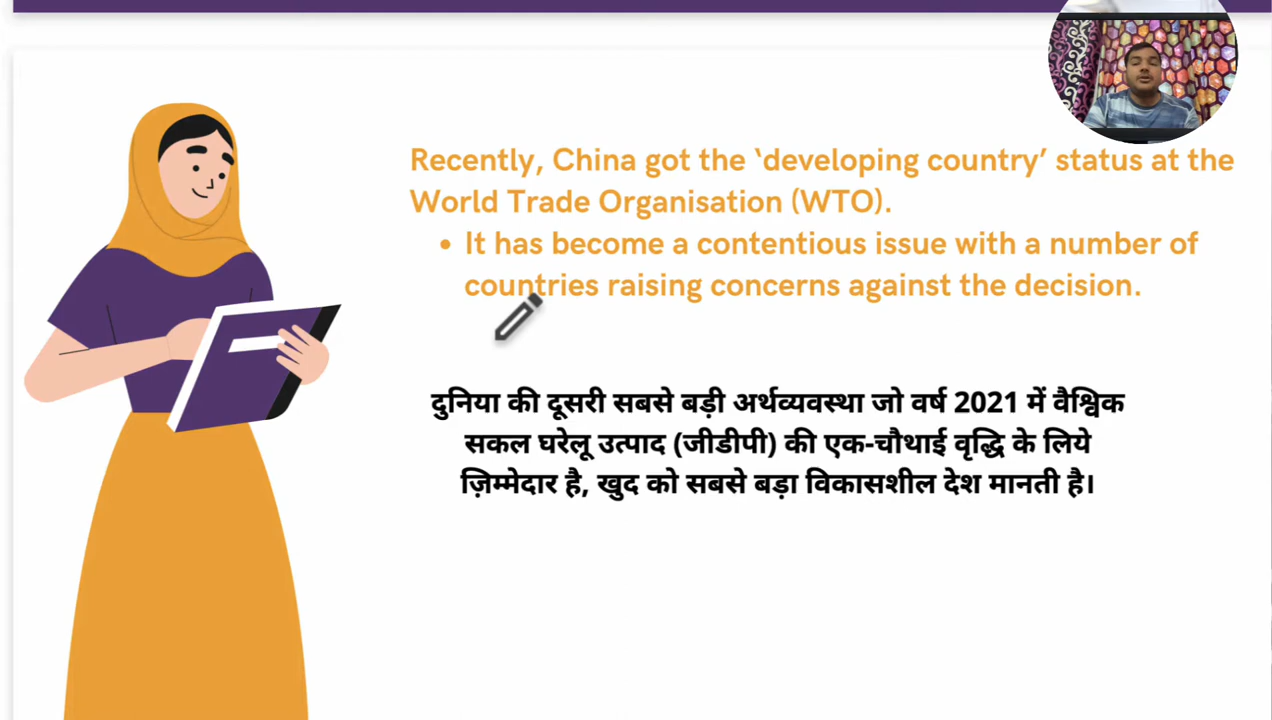 Recently, China got the ‘developing country’ status at the
World Trade Organisation (WTO).
• It has become a contentious issue with a number of
countries raising concerns against the decision.
दुनिया की दूसरी सबसे बड़ी अर्थव्यवस्था जो वर्ष 2021 में वैश्विक
सकल घरेलू उत्पाद (जीडीपी) की एक-चौथाई वृद्धि के लिये
ज़िम्मेदार है, खुद को सबसे बड़ा विकासशील देश मानती है।